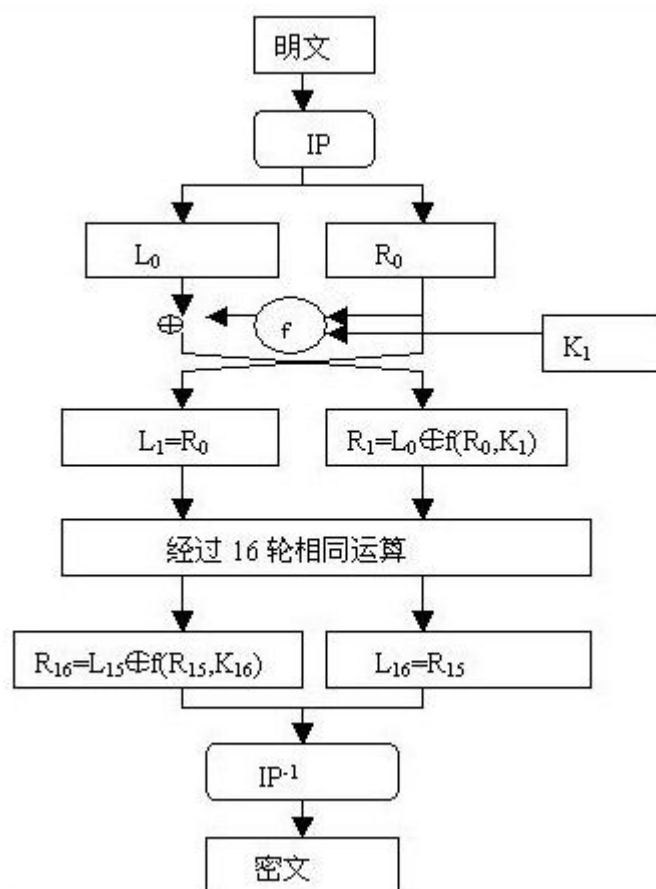 明文
IP
L₀
R₀
⊕
f
K₁
L₁=R₀
R₁=L₀⊕f(R₀,K₁)
经过 16 轮相同运算
R₁₆=L₁₅⊕f(R₁₅,K₁₆)
L₁₆=R₁₅
IP⁻¹
密文